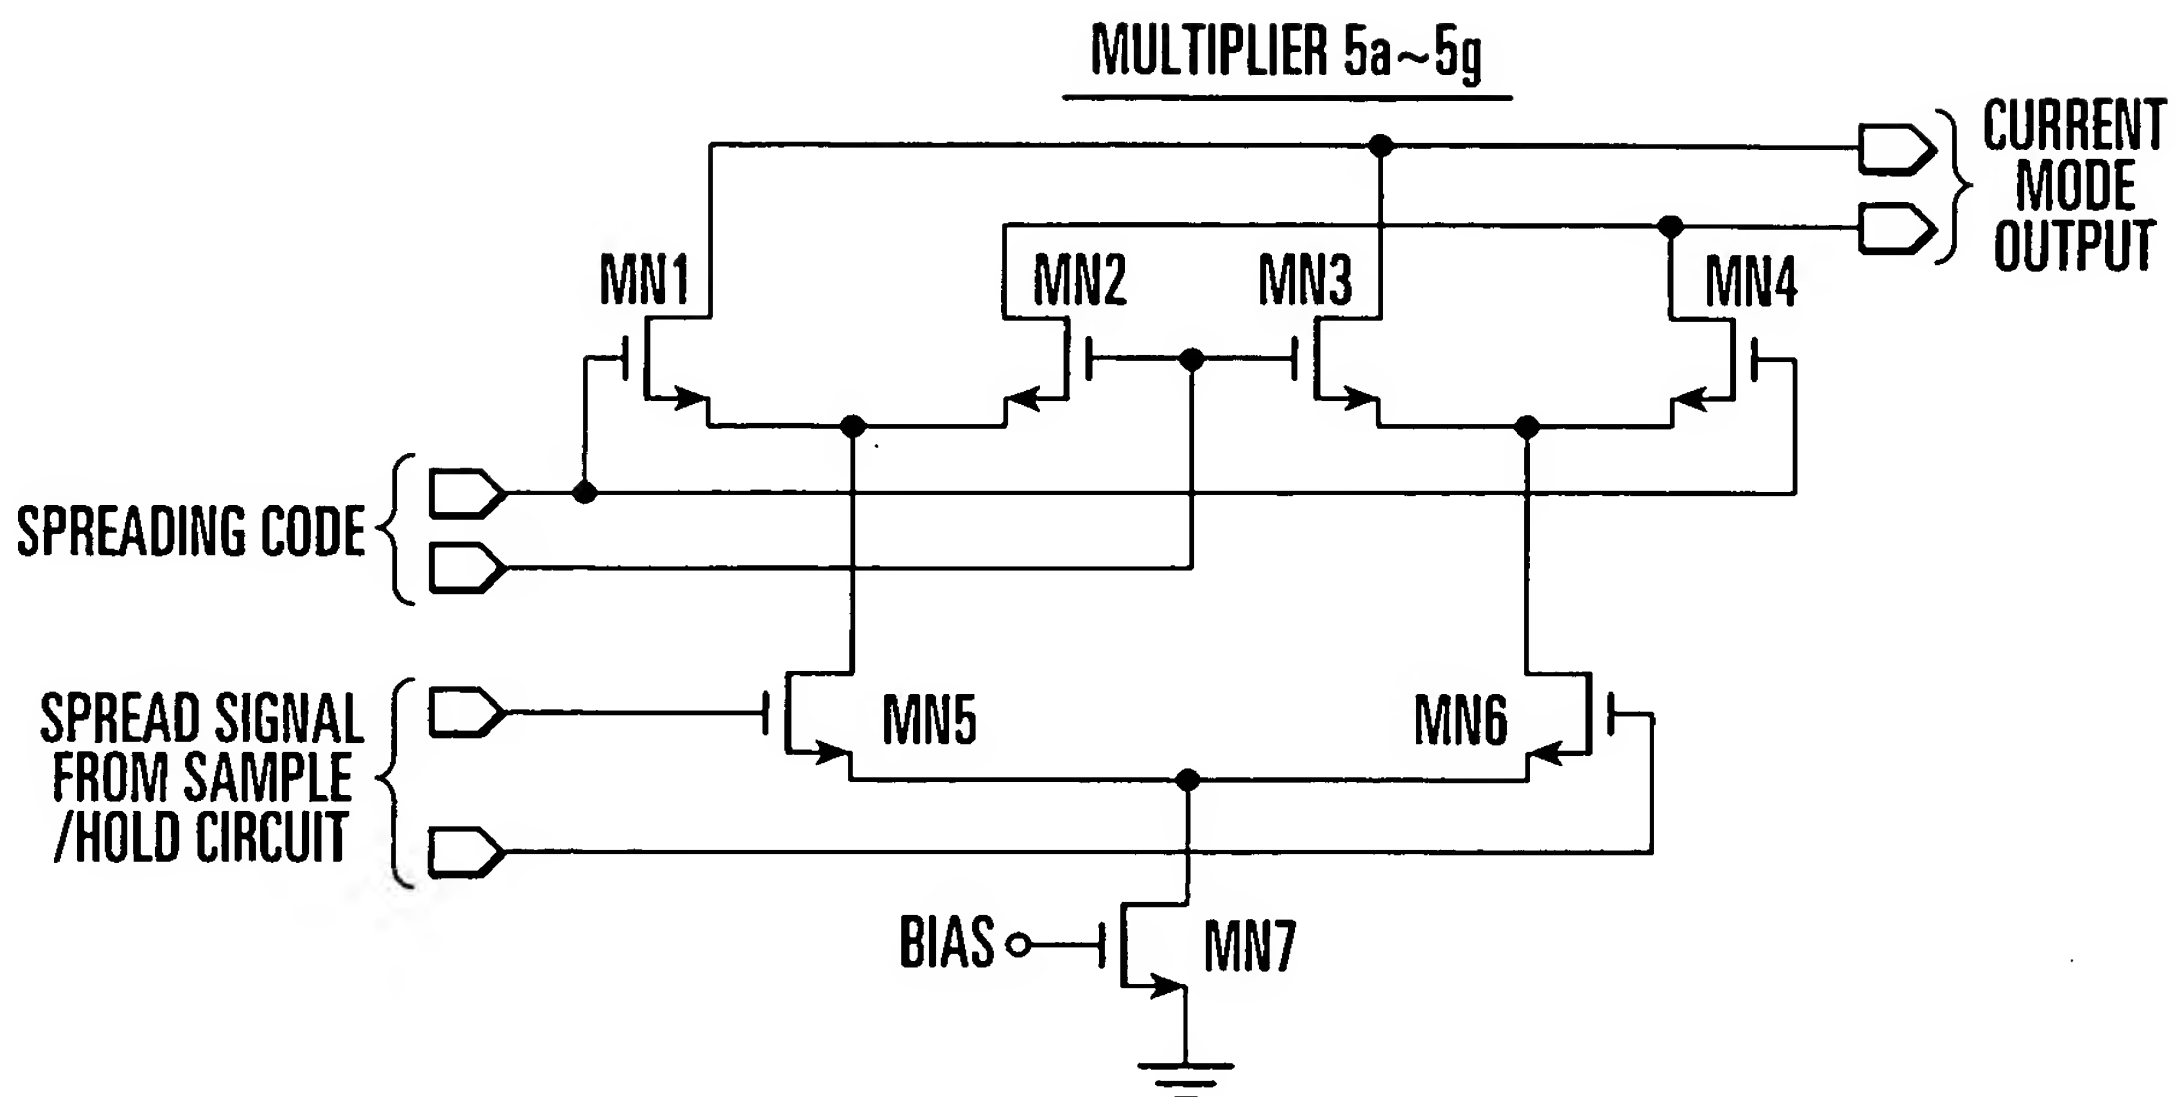 MULTIPLIER 5a~5g
CURRENT
MODE
OUTPUT
MN1
MN2
MN3
MN4
SPREADING CODE
SPREAD SIGNAL
FROM SAMPLE
/HOLD CIRCUIT
MN5
MN6
BIAS
MN7